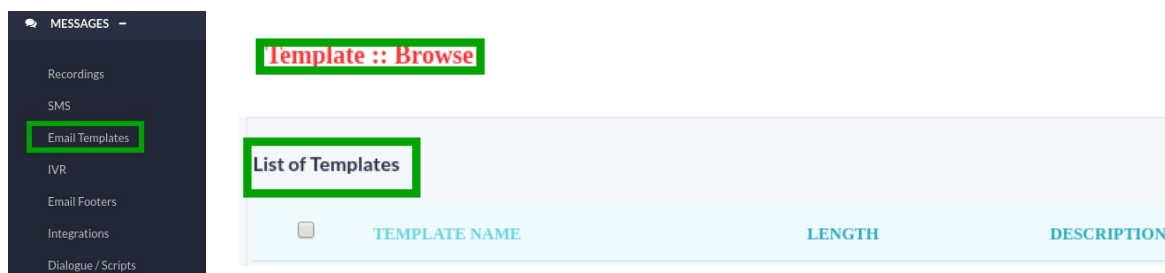 MESSAGES –
Recordings
SMS
Email Templates
IVR
Email Footers
Integrations
Dialogue / Scripts
Template :: Browse
List of Templates
TEMPLATE NAME LENGTH DESCRIPTION